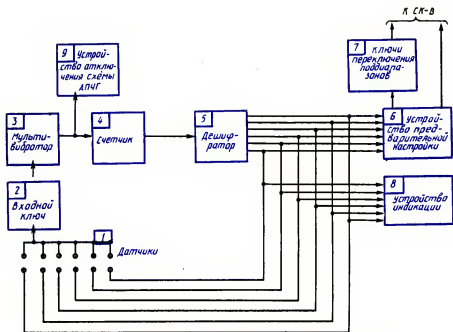 К СК-В
9 Устрой-
ство отклю-
чения схемы
АПЧГ
7 Ключи
переключения
поддиапа-
зонов
3
Мульти-
вибратор
4
Счетчик
5
Дешиф-
ратор
6 Устрой-
ство пред-
варительной
настройки
2
Входной
ключ
8
Устройство
индикации
1
Датчики